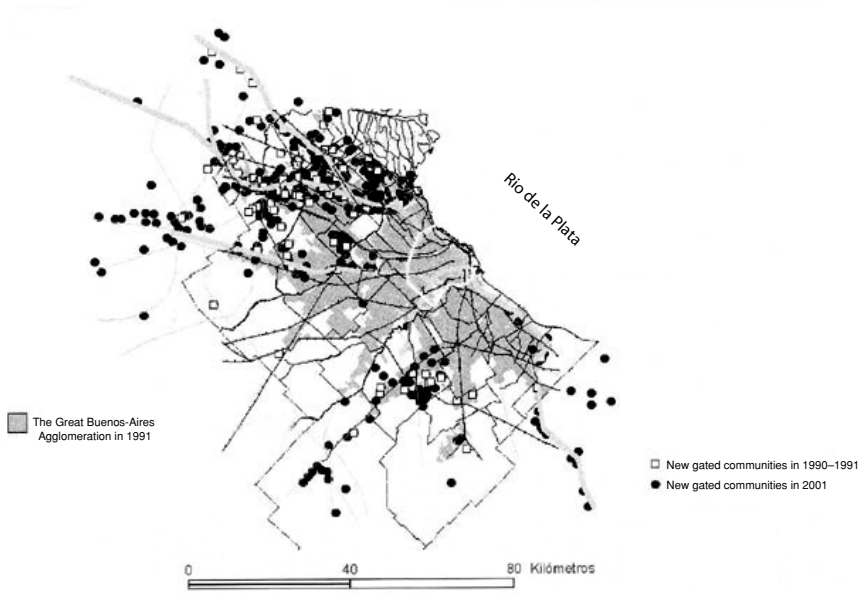 Rio de la Plata
The Great Buenos-Aires
Agglomeration in 1991
New gated communities in 1990–1991
New gated communities in 2001
0 40 80 Kilómetros